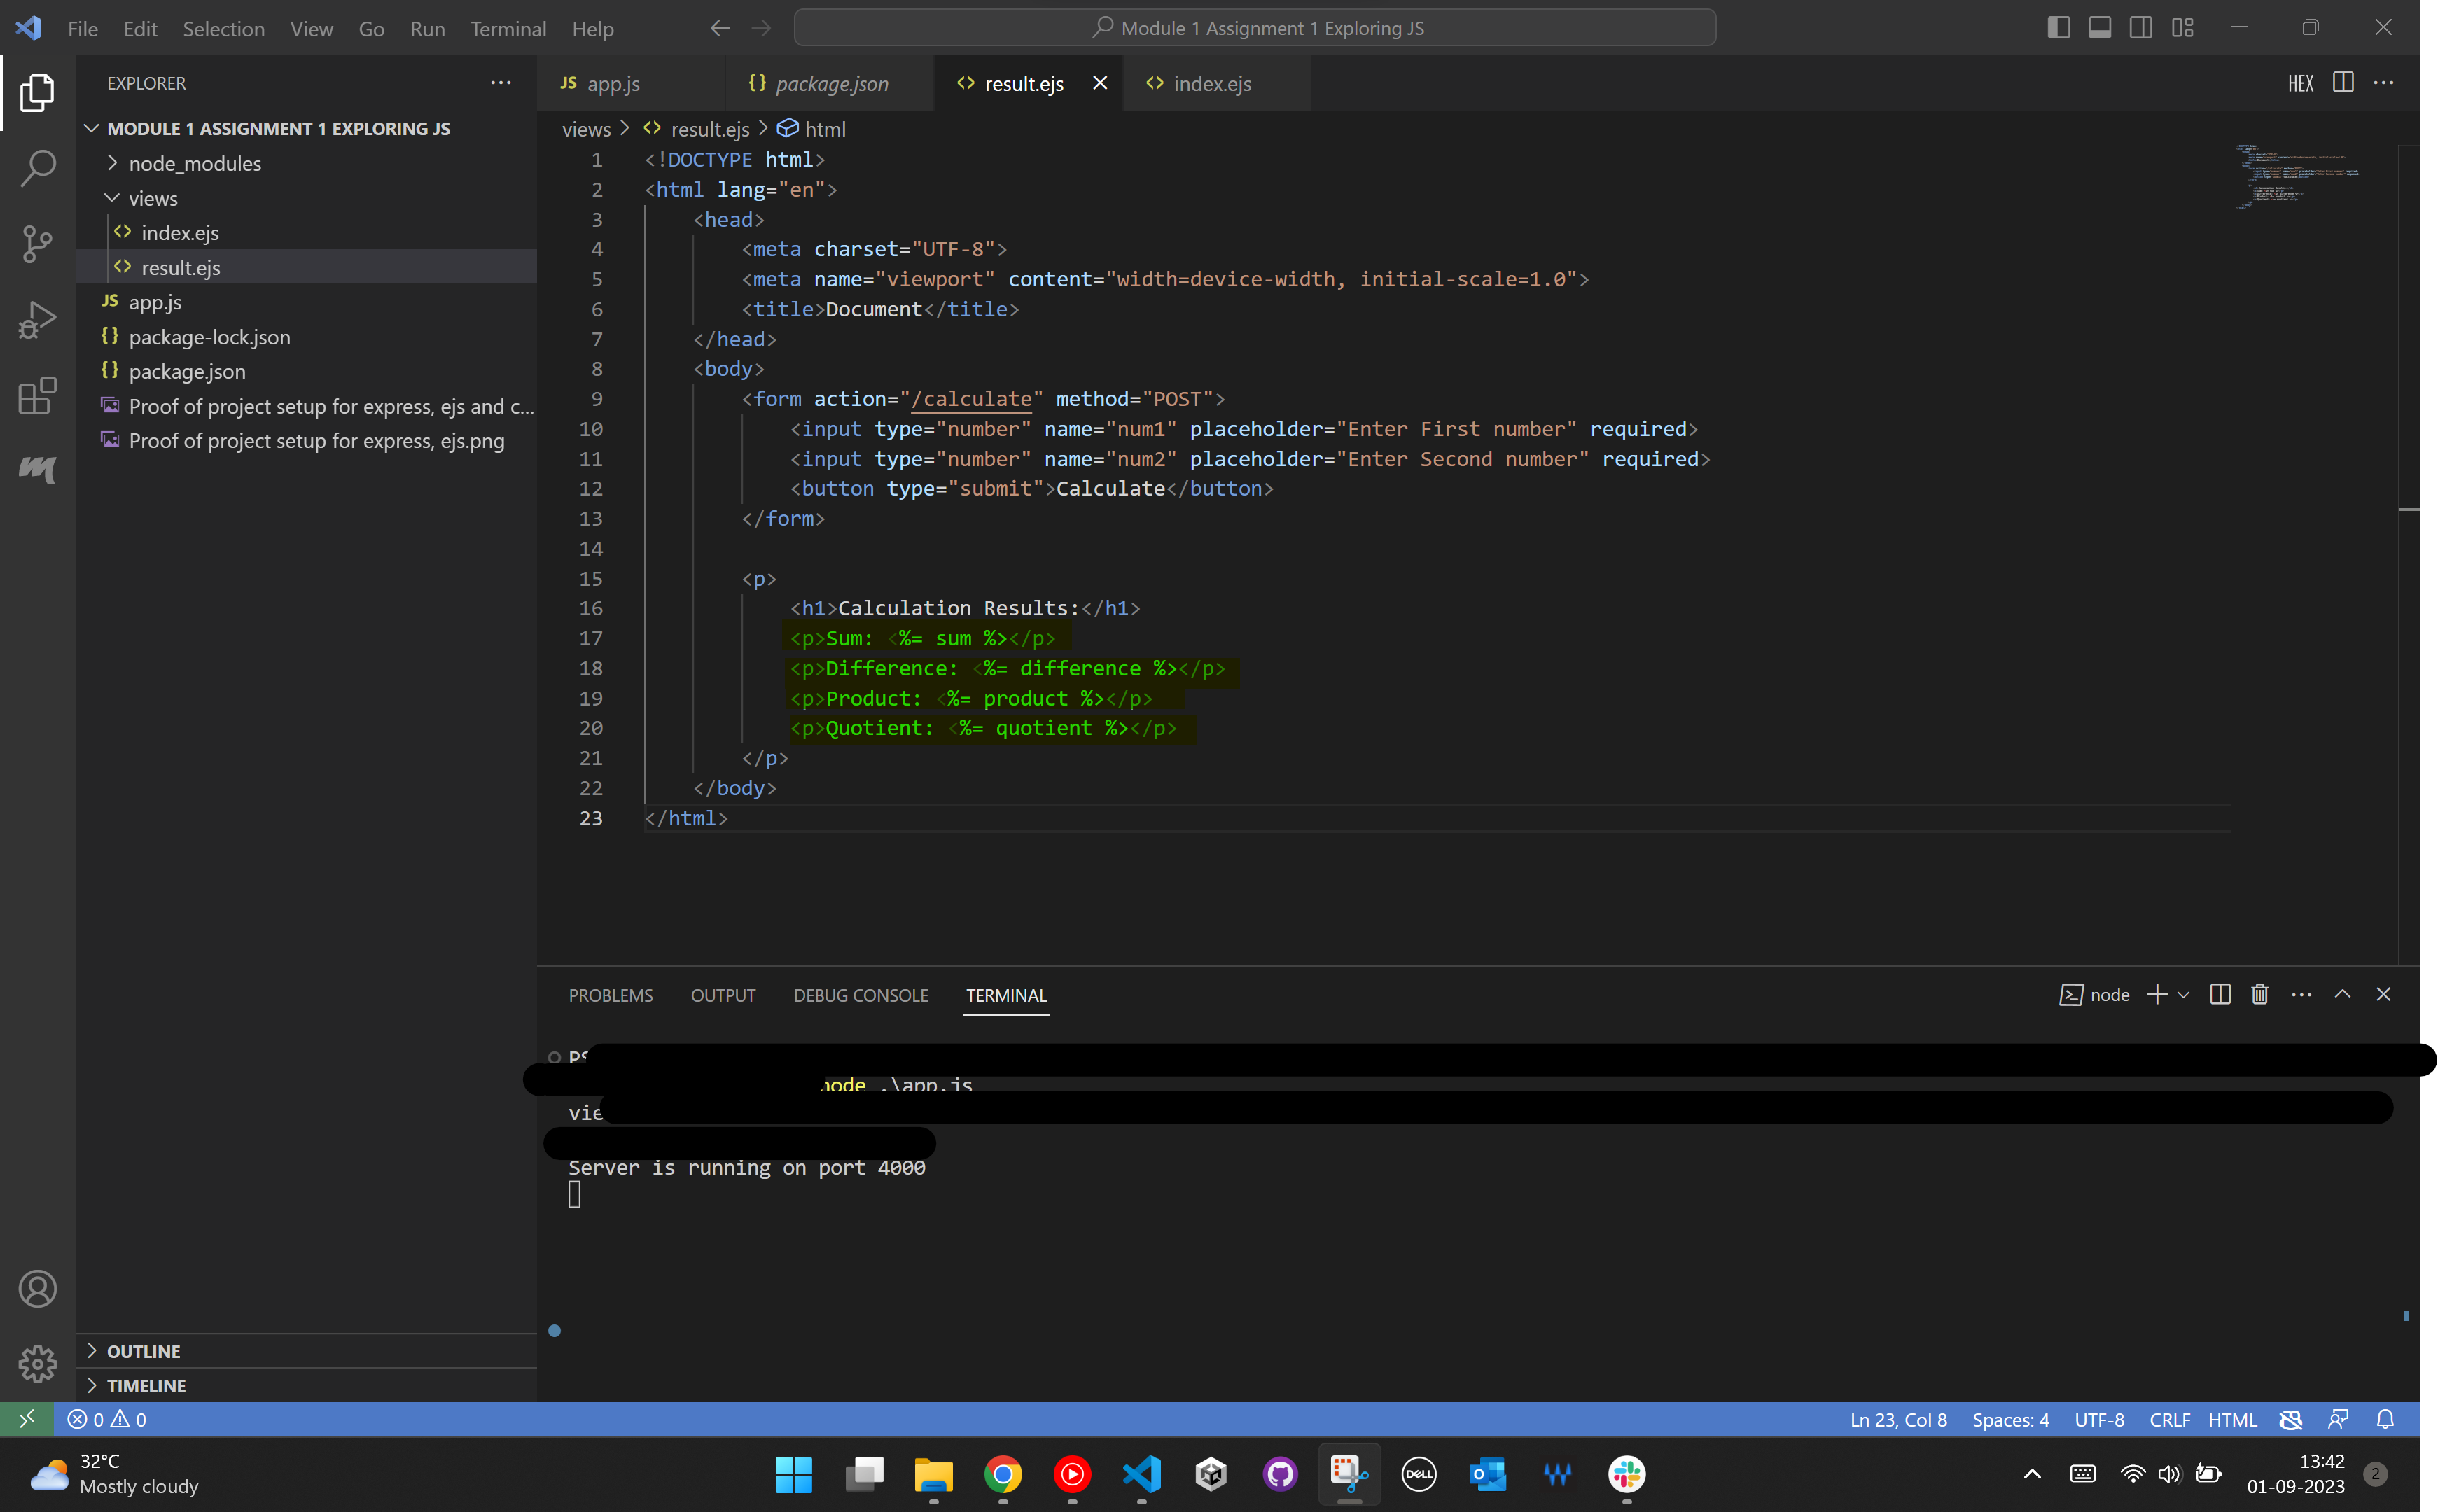 File Edit Selection View Go Run Terminal Help
Module 1 Assignment 1 Exploring JS
EXPLORER
MODULE 1 ASSIGNMENT 1 EXPLORING JS
node_modules
views
index.ejs
result.ejs
JS app.js
{} package-lock.json
{} package.json
Proof of project setup for express, ejs and c...
Proof of project setup for express, ejs.png
OUTLINE
TIMELINE
JS app.js {} package.json <> result.ejs <> index.ejs
HEX
views > <> result.ejs > html
1 <!DOCTYPE html>
2 <html lang="en">
3 <head>
4 <meta charset="UTF-8">
5 <meta name="viewport" content="width=device-width, initial-scale=1.0">
6 <title>Document</title>
7 </head>
8 <body>
9 <form action="/calculate" method="POST">
10 <input type="number" name="num1" placeholder="Enter First number" required>
11 <input type="number" name="num2" placeholder="Enter Second number" required>
12 <button type="submit">Calculate</button>
13 </form>
14
15 <p>
16 <h1>Calculation Results:</h1>
17 <p>Sum: <%= sum %></p>
18 <p>Difference: <%= difference %></p>
19 <p>Product: <%= product %></p>
20 <p>Quotient: <%= quotient %></p>
21 </p>
22 </body>
23 </html>
PROBLEMS OUTPUT DEBUG CONSOLE TERMINAL
node
PS
node .\app.js
vie
Server is running on port 4000
0 0
Ln 23, Col 8 Spaces: 4 UTF-8 CRLF HTML
32°C
Mostly cloudy
DELL
13:42
01-09-2023
2